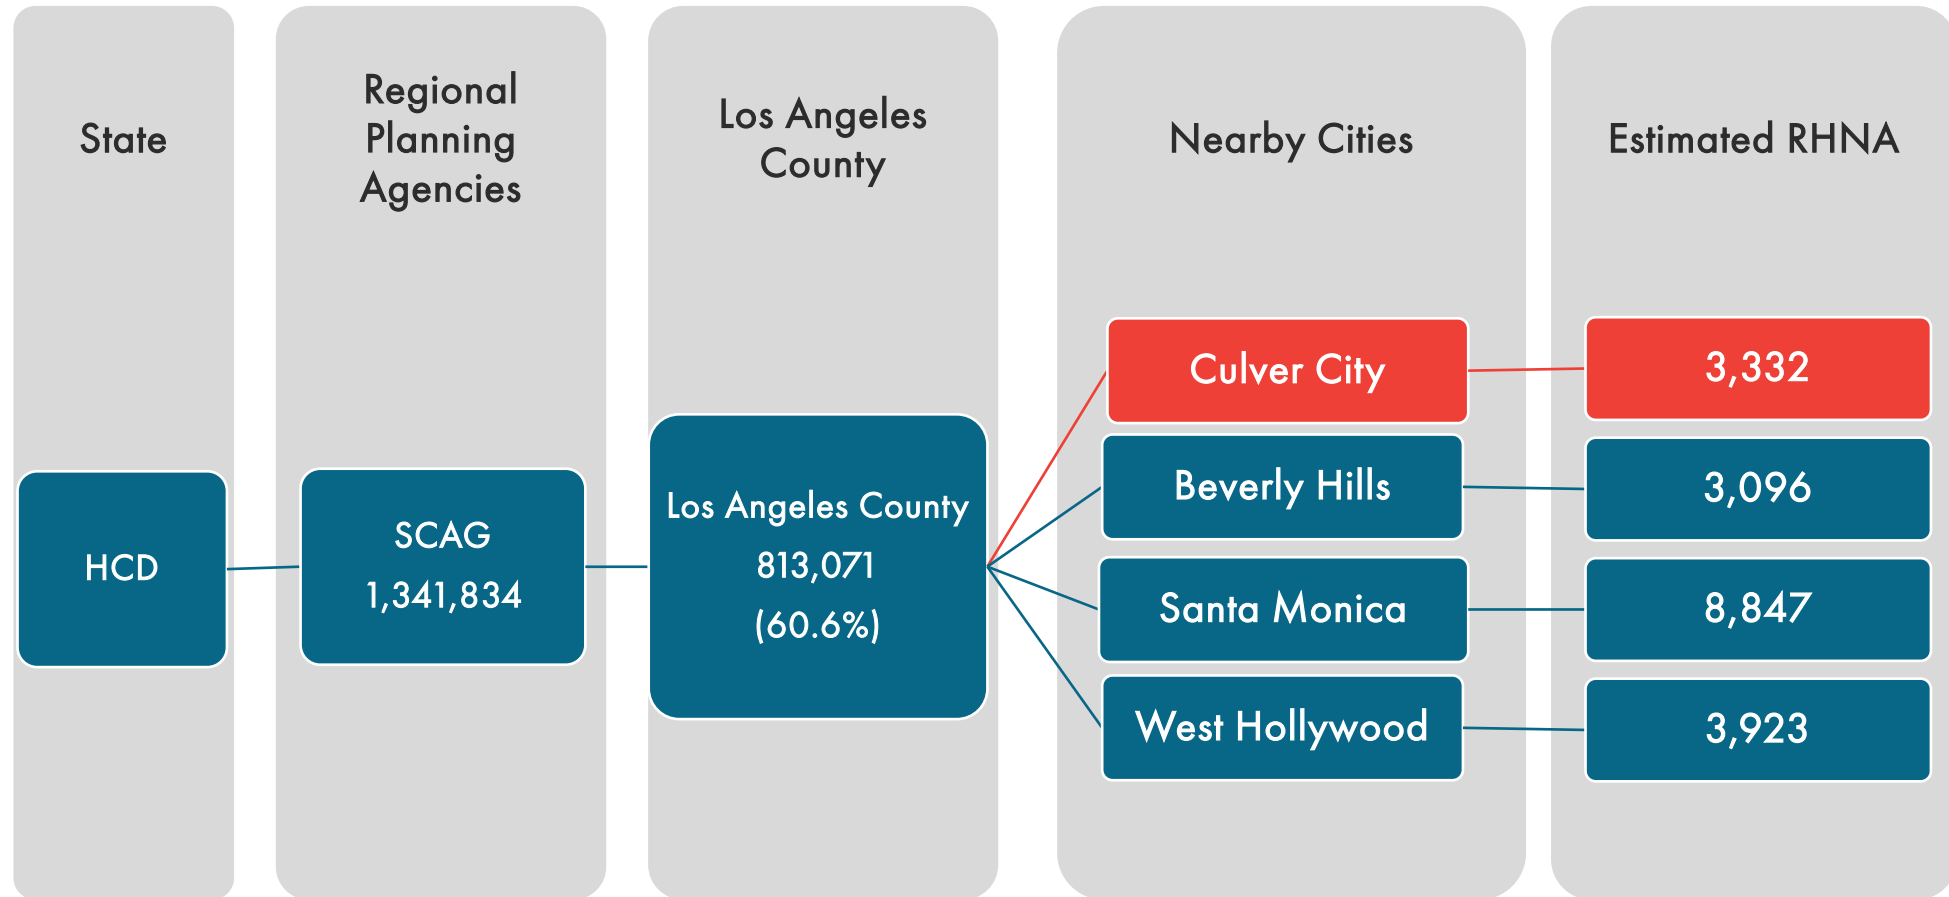 State
Regional
Planning
Agencies
Los Angeles
County
Nearby Cities
Estimated RHNA
HCD
SCAG
1,341,834
Los Angeles County
813,071
(60.6%)
Culver City
3,332
Beverly Hills
3,096
Santa Monica
8,847
West Hollywood
3,923